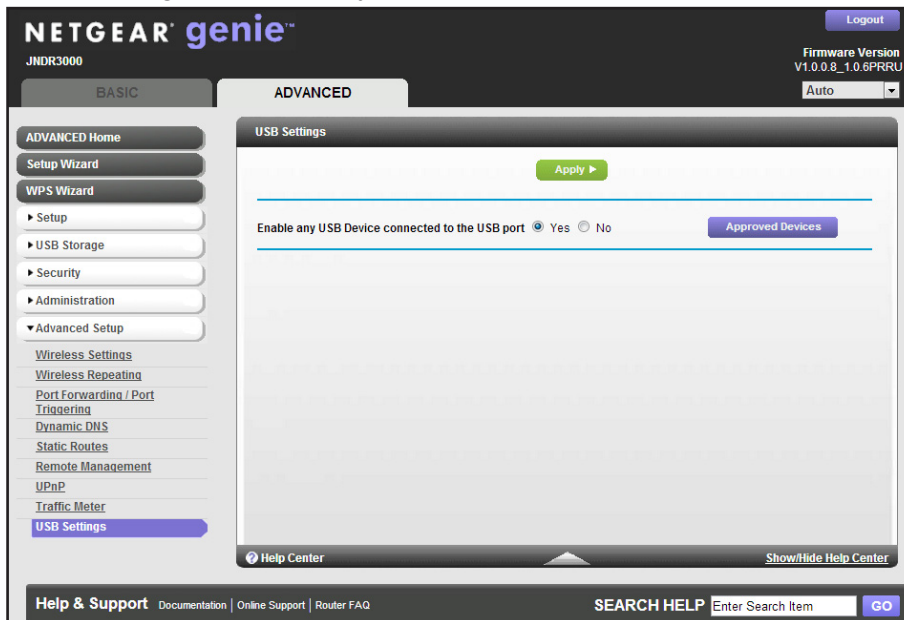 NETGEAR® genie™
JNDR3000
Logout
Firmware Version
V1.0.0.8_1.0.6PRRU
Auto
BASIC
ADVANCED
ADVANCED Home
Setup Wizard
WPS Wizard
▶ Setup
▶ USB Storage
▶ Security
▶ Administration
▼ Advanced Setup
Wireless Settings
Wireless Repeating
Port Forwarding / Port
Triggering
Dynamic DNS
Static Routes
Remote Management
UPnP
Traffic Meter
USB Settings
USB Settings
Apply ▶
Enable any USB Device connected to the USB port Yes No
Approved Devices
Help Center
Show/Hide Help Center
Help & Support Documentation | Online Support | Router FAQ
SEARCH HELP Enter Search Item GO